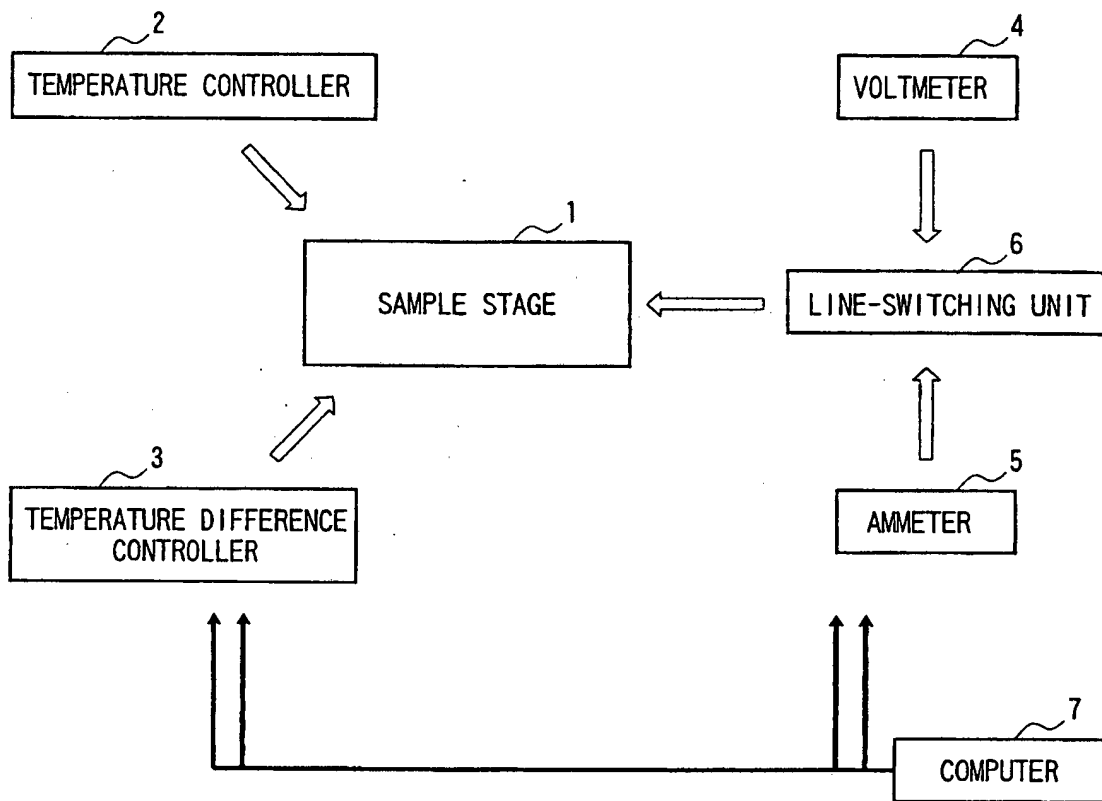 2
TEMPERATURE CONTROLLER
4
VOLTMETER
1
SAMPLE STAGE
6
LINE-SWITCHING UNIT
3
TEMPERATURE DIFFERENCE
CONTROLLER
5
AMMETER
7
COMPUTER